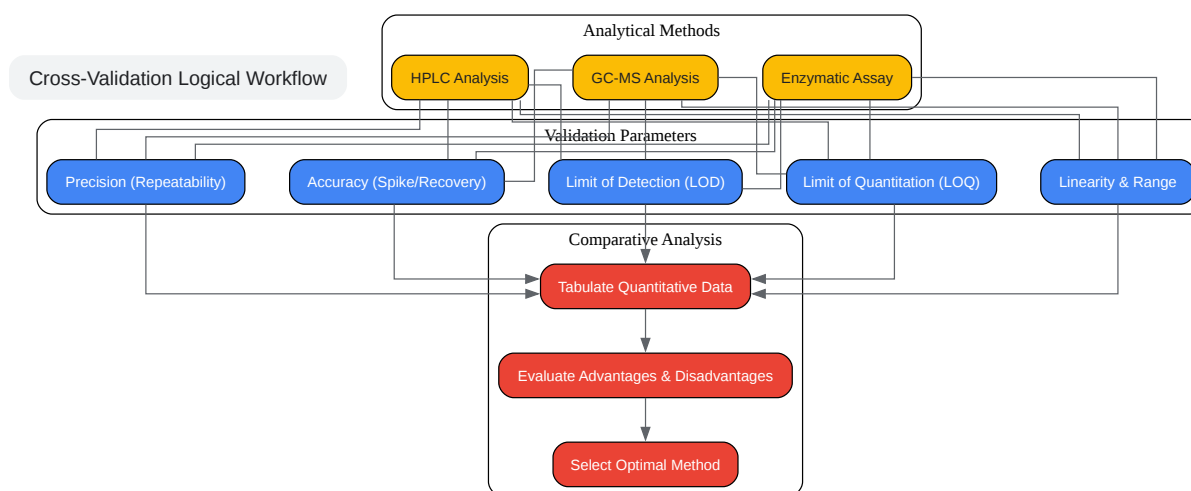 Analytical Methods
Cross-Validation Logical Workflow
HPLC Analysis
GC-MS Analysis
Enzymatic Assay
Validation Parameters
Precision (Repeatability)
Accuracy (Spike/Recovery)
Limit of Detection (LOD)
Limit of Quantitation (LOQ)
Linearity & Range
Comparative Analysis
Tabulate Quantitative Data
Evaluate Advantages & Disadvantages
Select Optimal Method